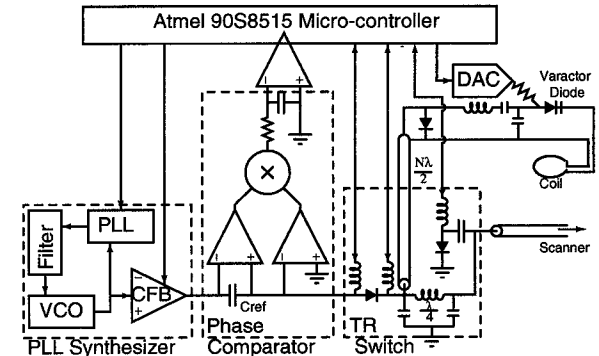 Atmel 90S8515 Micro-controller
DAC
Varactor
Diode
Nλ
2
Coil
PLL
Filter
VCO
CFB
Cref
λ
4
Scanner
PLL Synthesizer
Phase
Comparator
TR
Switch